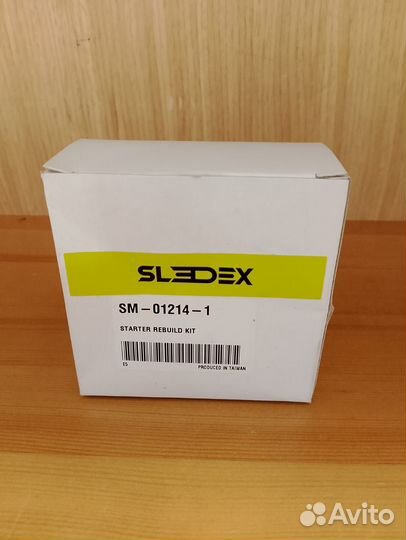 SLEDEX
SM-01214-1
STARTER REBUILD KIT
ES PRODUCED IN TAIWAN
Avito